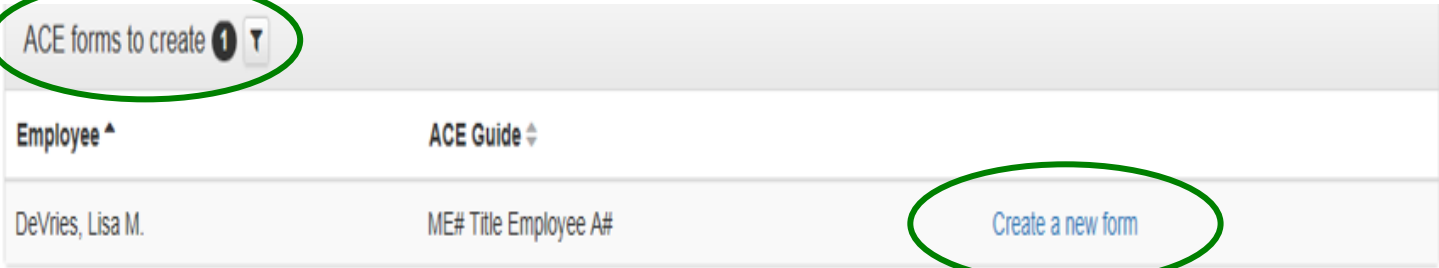 ACE forms to create 1
Employee ACE Guide
DeVries, Lisa M. ME# Title Employee A# Create a new form